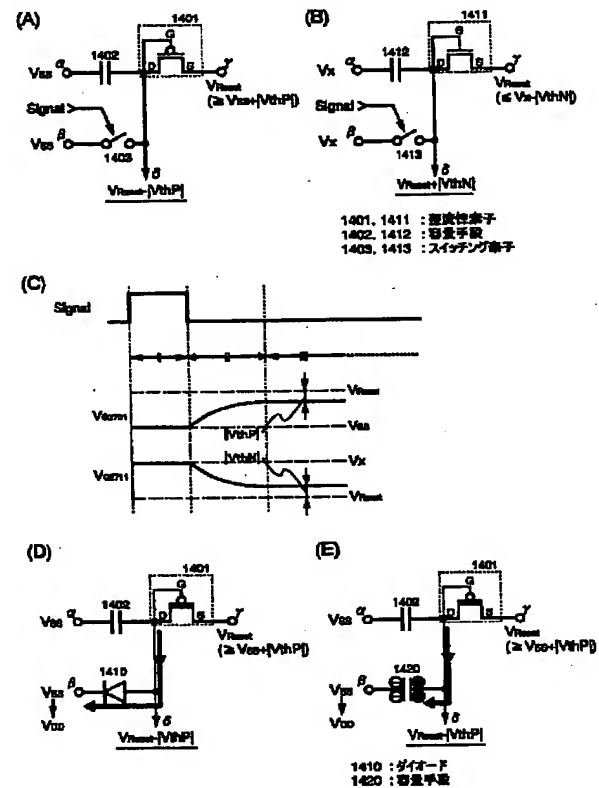 (A)
1401
G
α
1402
D
S
γ
VSS
VReset
(≧ VSS+|VthP|)
Signal
VSS
β
1403
δ
VReset-|VthP|
(B)
1411
G
α
1412
D
S
γ
VX
VReset
(≦ VX-|VthN|)
Signal
VX
β
1413
δ
VReset+|VthN|
1401, 1411 : 整流性素子
1402, 1412 : 容量手段
1403, 1413 : スイッチング素子
(C)
Signal
I
II
III
VReset
VG2701
|VthP|
VSS
|VthN|
VX
VG2711
VReset
(D)
1401
G
α
1402
D
S
γ
VSS
VReset
(≧ VSS+|VthP|)
1410
VSS
β
VDD
δ
VReset-|VthP|
(E)
1401
G
α
1402
D
S
γ
VSS
VReset
(≧ VSS+|VthP|)
1420
VSS
β
VDD
δ
VReset-|VthP|
1410 : ダイオード
1420 : 容量手段